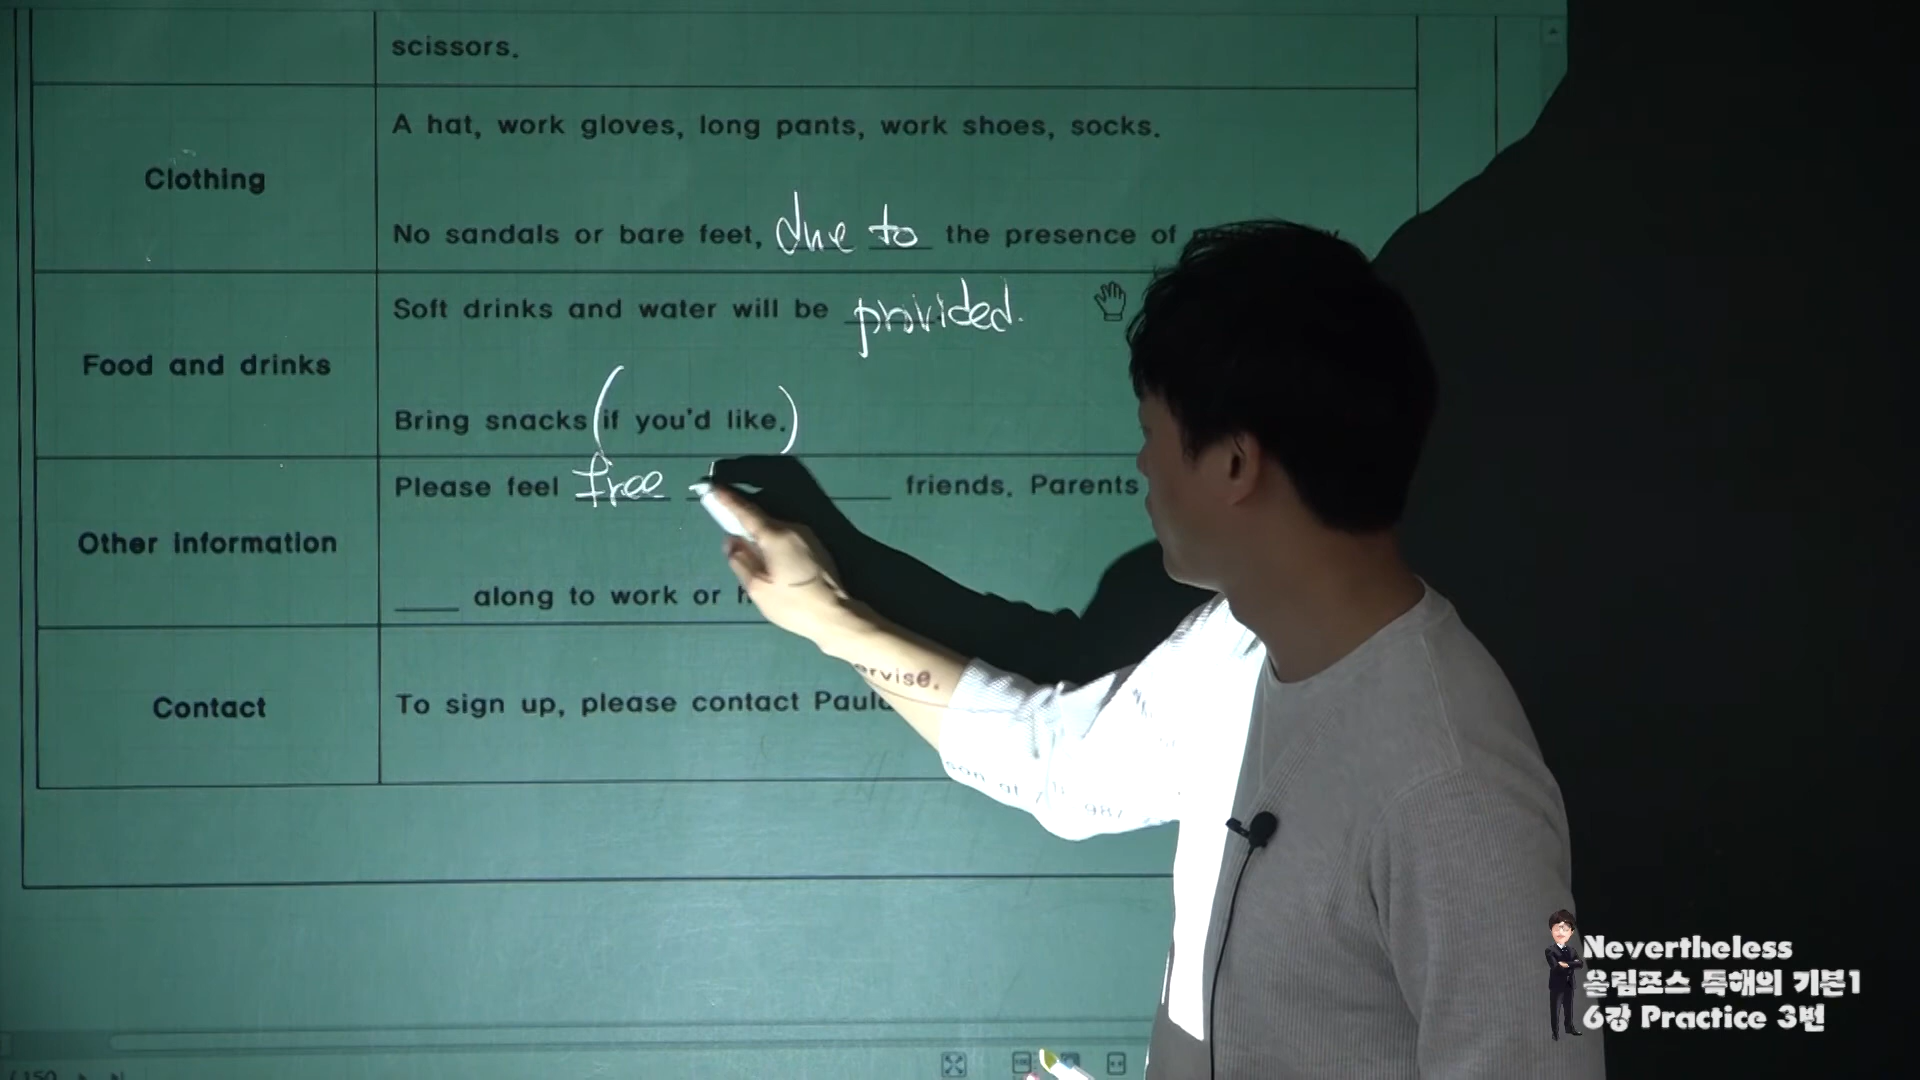 scissors.
Clothing
A hat, work gloves, long pants, work shoes, socks.
No sandals or bare feet, due to the presence of
Food and drinks
Soft drinks and water will be provided.
Bring snacks (if you'd like.)
Other information
Please feel free friends. Parents
along to work or
Contact
To sign up, please contact
Nevertheless
올림포스 독해의 기본1
6강 Practice 3번